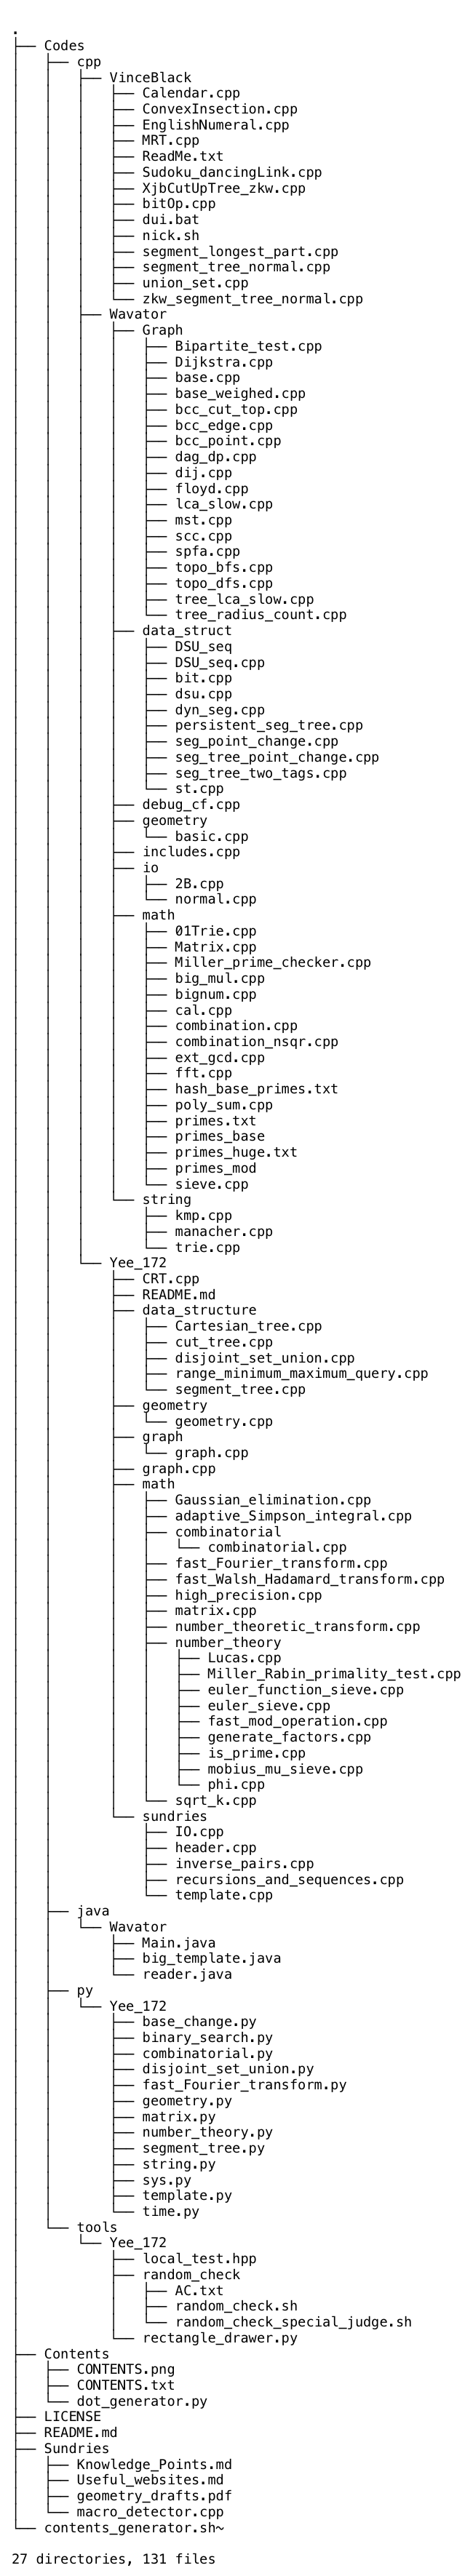 .
├── Codes
│   ├── cpp
│   │   ├── VinceBlack
│   │   │   ├── Calendar.cpp
│   │   │   ├── ConvexInsection.cpp
│   │   │   ├── EnglishNumeral.cpp
│   │   │   ├── MRT.cpp
│   │   │   ├── ReadMe.txt
│   │   │   ├── Sudoku_dancingLink.cpp
│   │   │   ├── XjbCutUpTree_zkw.cpp
│   │   │   ├── bitOp.cpp
│   │   │   ├── dui.bat
│   │   │   ├── nick.sh
│   │   │   ├── segment_longest_part.cpp
│   │   │   ├── segment_tree_normal.cpp
│   │   │   ├── union_set.cpp
│   │   │   └── zkw_segment_tree_normal.cpp
│   │   ├── Wavator
│   │   │   ├── Graph
│   │   │   │   ├── Bipartite_test.cpp
│   │   │   │   ├── Dijkstra.cpp
│   │   │   │   ├── base.cpp
│   │   │   │   ├── base_weighed.cpp
│   │   │   │   ├── bcc_cut_top.cpp
│   │   │   │   ├── bcc_edge.cpp
│   │   │   │   ├── bcc_point.cpp
│   │   │   │   ├── dag_dp.cpp
│   │   │   │   ├── dij.cpp
│   │   │   │   ├── floyd.cpp
│   │   │   │   ├── lca_slow.cpp
│   │   │   │   ├── mst.cpp
│   │   │   │   ├── scc.cpp
│   │   │   │   ├── spfa.cpp
│   │   │   │   ├── topo_bfs.cpp
│   │   │   │   ├── topo_dfs.cpp
│   │   │   │   ├── tree_lca_slow.cpp
│   │   │   │   └── tree_radius_count.cpp
│   │   │   ├── data_struct
│   │   │   │   ├── DSU_seq
│   │   │   │   ├── DSU_seq.cpp
│   │   │   │   ├── bit.cpp
│   │   │   │   ├── dsu.cpp
│   │   │   │   ├── dyn_seg.cpp
│   │   │   │   ├── persistent_seg_tree.cpp
│   │   │   │   ├── seg_point_change.cpp
│   │   │   │   ├── seg_tree_point_change.cpp
│   │   │   │   ├── seg_tree_two_tags.cpp
│   │   │   │   └── st.cpp
│   │   │   ├── debug_cf.cpp
│   │   │   ├── geometry
│   │   │   │   └── basic.cpp
│   │   │   ├── includes.cpp
│   │   │   ├── io
│   │   │   │   ├── 2B.cpp
│   │   │   │   └── normal.cpp
│   │   │   ├── math
│   │   │   │   ├── 01Trie.cpp
│   │   │   │   ├── Matrix.cpp
│   │   │   │   ├── Miller_prime_checker.cpp
│   │   │   │   ├── big_mul.cpp
│   │   │   │   ├── bignum.cpp
│   │   │   │   ├── cal.cpp
│   │   │   │   ├── combination.cpp
│   │   │   │   ├── combination_nsqr.cpp
│   │   │   │   ├── ext_gcd.cpp
│   │   │   │   ├── fft.cpp
│   │   │   │   ├── hash_base_primes.txt
│   │   │   │   ├── poly_sum.cpp
│   │   │   │   ├── primes.txt
│   │   │   │   ├── primes_base
│   │   │   │   ├── primes_huge.txt
│   │   │   │   ├── primes_mod
│   │   │   │   └── sieve.cpp
│   │   │   └── string
│   │   │       ├── kmp.cpp
│   │   │       ├── manacher.cpp
│   │   │       └── trie.cpp
│   │   └── Yee_172
│   │       ├── CRT.cpp
│   │       ├── README.md
│   │       ├── data_structure
│   │       │   ├── Cartesian_tree.cpp
│   │       │   ├── cut_tree.cpp
│   │       │   ├── disjoint_set_union.cpp
│   │       │   ├── range_minimum_maximum_query.cpp
│   │       │   └── segment_tree.cpp
│   │       ├── geometry
│   │       │   └── geometry.cpp
│   │       ├── graph
│   │       │   └── graph.cpp
│   │       ├── graph.cpp
│   │       ├── math
│   │       │   ├── Gaussian_elimination.cpp
│   │       │   ├── adaptive_Simpson_integral.cpp
│   │       │   ├── combinatorial
│   │       │   │   └── combinatorial.cpp
│   │       │   ├── fast_Fourier_transform.cpp
│   │       │   ├── fast_Walsh_Hadamard_transform.cpp
│   │       │   ├── high_precision.cpp
│   │       │   ├── matrix.cpp
│   │       │   ├── number_theoretic_transform.cpp
│   │       │   ├── number_theory
│   │       │   │   ├── Lucas.cpp
│   │       │   │   ├── Miller_Rabin_primality_test.cpp
│   │       │   │   ├── euler_function_sieve.cpp
│   │       │   │   ├── euler_sieve.cpp
│   │       │   │   ├── fast_mod_operation.cpp
│   │       │   │   ├── generate_factors.cpp
│   │       │   │   ├── is_prime.cpp
│   │       │   │   ├── mobius_mu_sieve.cpp
│   │       │   │   └── phi.cpp
│   │       │   └── sqrt_k.cpp
│   │       └── sundries
│   │           ├── IO.cpp
│   │           ├── header.cpp
│   │           ├── inverse_pairs.cpp
│   │           ├── recursions_and_sequences.cpp
│   │           └── template.cpp
│   ├── java
│   │   └── Wavator
│   │       ├── Main.java
│   │       ├── big_template.java
│   │       └── reader.java
│   ├── py
│   │   └── Yee_172
│   │       ├── base_change.py
│   │       ├── binary_search.py
│   │       ├── combinatorial.py
│   │       ├── disjoint_set_union.py
│   │       ├── fast_Fourier_transform.py
│   │       ├── geometry.py
│   │       ├── matrix.py
│   │       ├── number_theory.py
│   │       ├── segment_tree.py
│   │       ├── string.py
│   │       ├── sys.py
│   │       ├── template.py
│   │       └── time.py
│   └── tools
│       └── Yee_172
│           ├── local_test.hpp
│           ├── random_check
│           │   ├── AC.txt
│           │   ├── random_check.sh
│           │   └── random_check_special_judge.sh
│           └── rectangle_drawer.py
├── Contents
│   ├── CONTENTS.png
│   ├── CONTENTS.txt
│   └── dot_generator.py
├── LICENSE
├── README.md
├── Sundries
│   ├── Knowledge_Points.md
│   ├── Useful_websites.md
│   ├── geometry_drafts.pdf
│   └── macro_detector.cpp
└── contents_generator.sh~
27 directories, 131 files